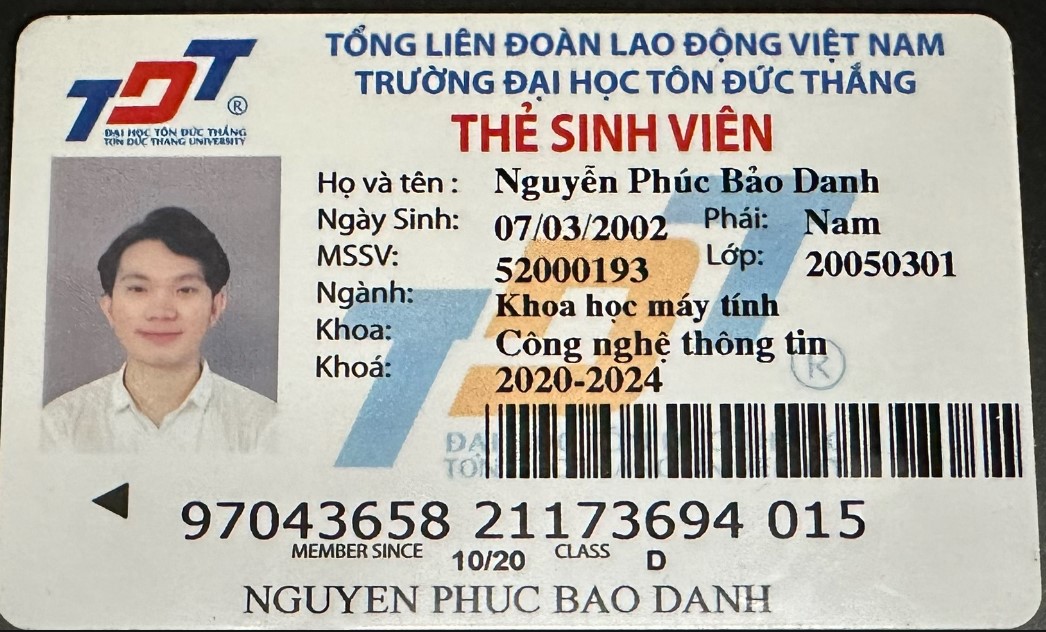 TỔNG LIÊN ĐOÀN LAO ĐỘNG VIỆT NAM
TRƯỜNG ĐẠI HỌC TÔN ĐỨC THẮNG
TDT ®
ĐẠI HỌC TÔN ĐỨC THẮNG
TON DUC THANG UNIVERSITY
THẺ SINH VIÊN
Họ và tên : Nguyễn Phúc Bảo Danh
Ngày Sinh: 07/03/2002 Phái: Nam
MSSV: 52000193 Lớp: 20050301
Ngành: Khoa học máy tính
Khoa: Công nghệ thông tin
Khoá: 2020-2024
97043658 21173694 015
MEMBER SINCE 10/20 CLASS D
NGUYEN PHUC BAO DANH